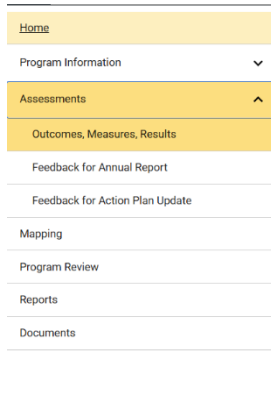 Home
Program Information
Assessments
Outcomes, Measures, Results
Feedback for Annual Report
Feedback for Action Plan Update
Mapping
Program Review
Reports
Documents